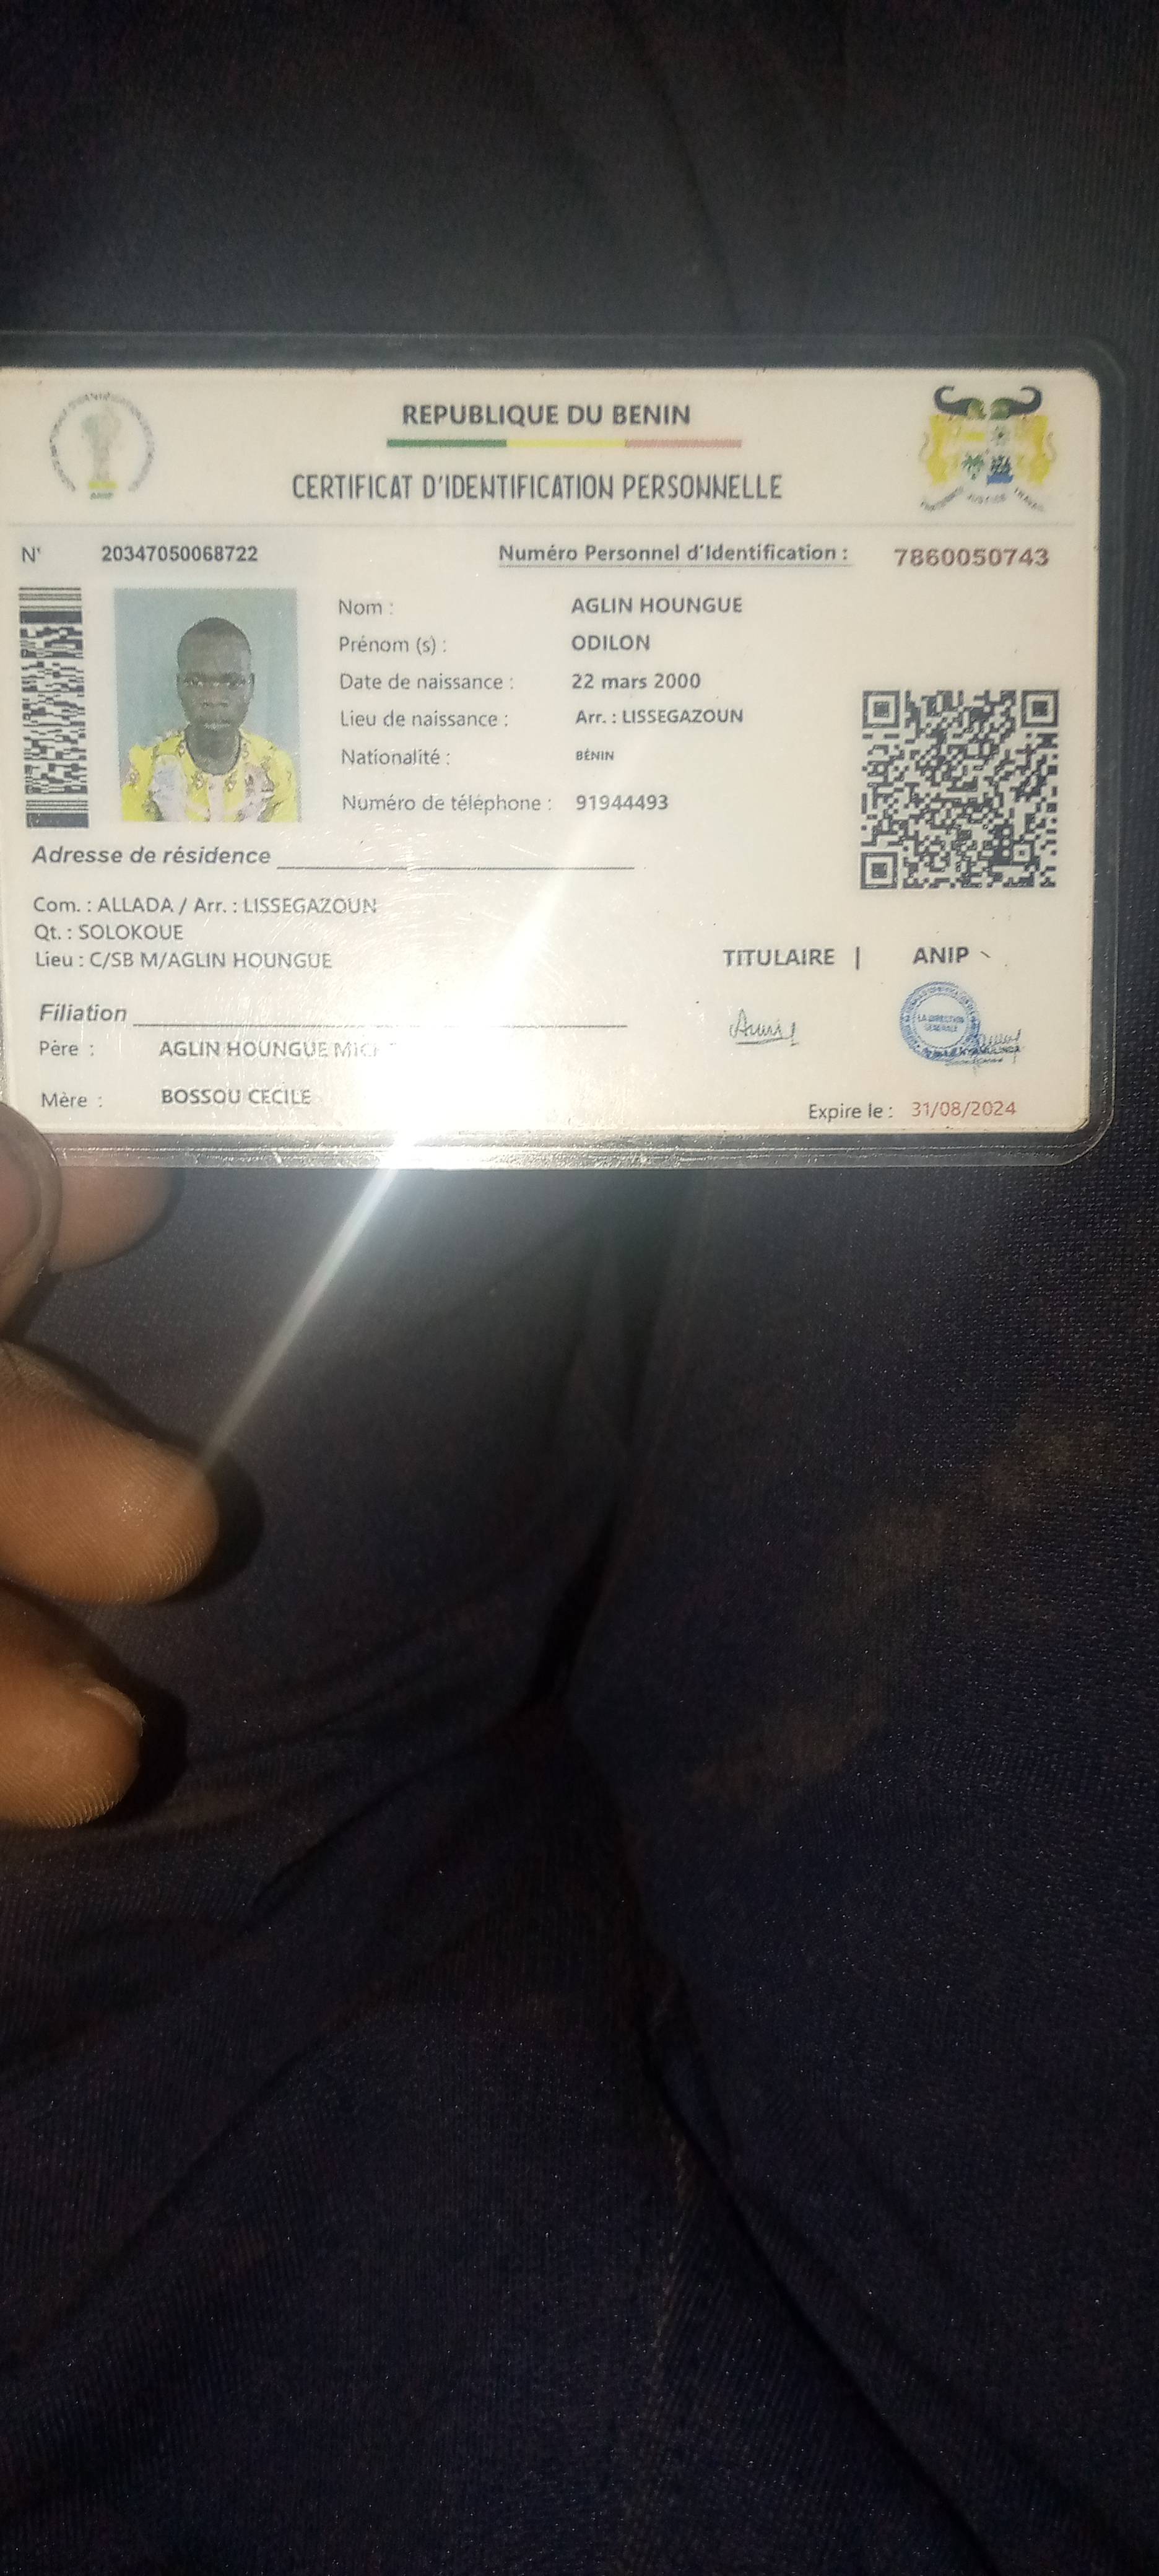 REPUBLIQUE DU BENIN
CERTIFICAT D'IDENTIFICATION PERSONNELLE
N° 20347050068722 Numéro Personnel d'Identification : 7860050743
Nom : AGLIN HOUNGUE
Prénom (s) : ODILON
Date de naissance : 22 mars 2000
Lieu de naissance : Arr. : LISSEGAZOUN
Nationalité : BÉNIN
Numéro de téléphone : 91944493
Adresse de résidence
Com. : ALLADA / Arr. : LISSEGAZOUN
Qt. : SOLOKOUE
Lieu : C/SB M/AGLIN HOUNGUE
TITULAIRE | ANIP
LA DIRECTION
GENERALE
Filiation
Père : AGLIN HOUNGUE
Mère : BOSSOU CECILE
Expire le : 31/08/2024